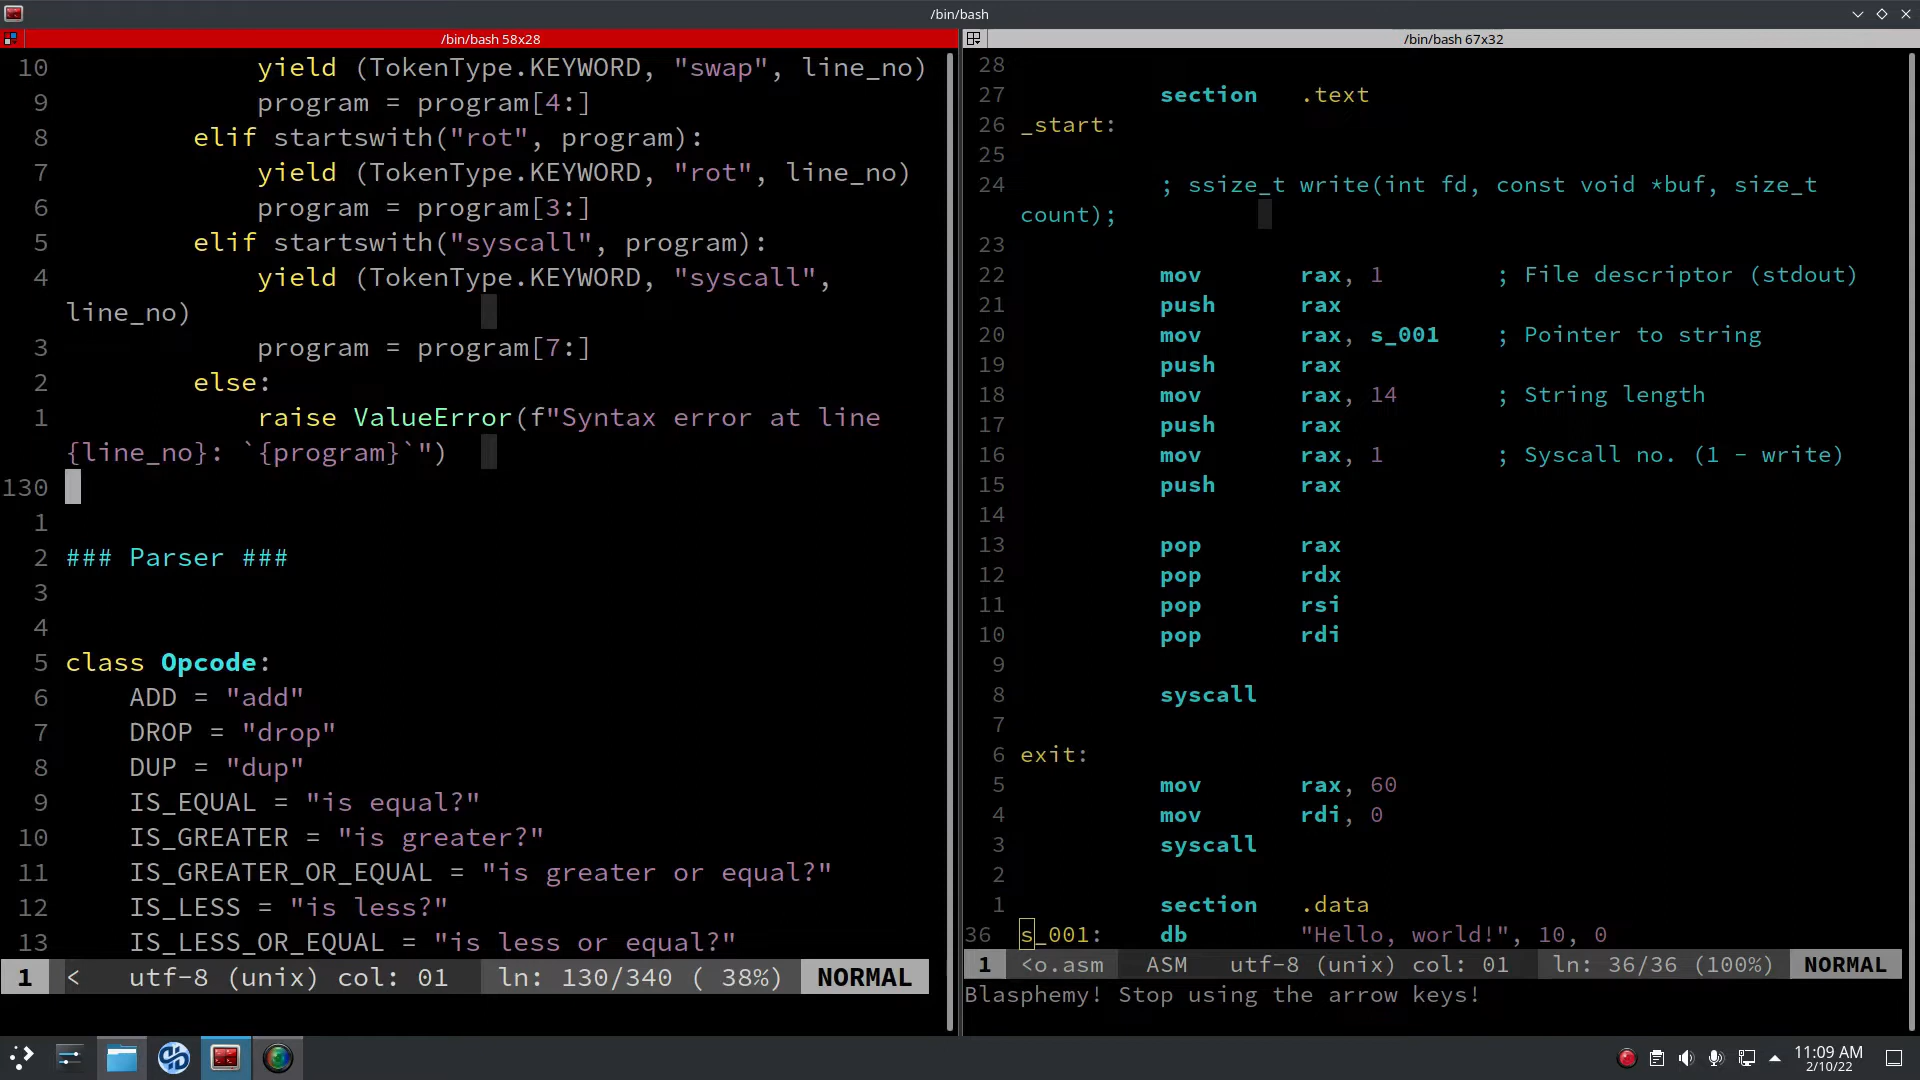 /bin/bash
/bin/bash 58x28
10 yield (TokenType.KEYWORD, "swap", line_no)
9 program = program[4:]
8 elif startswith("rot", program):
7 yield (TokenType.KEYWORD, "rot", line_no)
6 program = program[3:]
5 elif startswith("syscall", program):
4 yield (TokenType.KEYWORD, "syscall",
line_no)
3 program = program[7:]
2 else:
1 raise ValueError(f"Syntax error at line
{line_no}: `{program}`")
130
1
2 ### Parser ###
3
4
5 class Opcode:
6 ADD = "add"
7 DROP = "drop"
8 DUP = "dup"
9 IS_EQUAL = "is equal?"
10 IS_GREATER = "is greater?"
11 IS_GREATER_OR_EQUAL = "is greater or equal?"
12 IS_LESS = "is less?"
13 IS_LESS_OR_EQUAL = "is less or equal?"
1 < utf-8 (unix) col: 01 ln: 130/340 ( 38%) NORMAL
/bin/bash 67x32
28
27 section .text
26 _start:
25
24 ; ssize_t write(int fd, const void *buf, size_t
count);
23
22 mov rax, 1 ; File descriptor (stdout)
21 push rax
20 mov rax, s_001 ; Pointer to string
19 push rax
18 mov rax, 14 ; String length
17 push rax
16 mov rax, 1 ; Syscall no. (1 - write)
15 push rax
14
13 pop rax
12 pop rdx
11 pop rsi
10 pop rdi
9
8 syscall
7
6 exit:
5 mov rax, 60
4 mov rdi, 0
3 syscall
2
1 section .data
36 s_001: db "Hello, world!", 10, 0
1 <o.asm ASM utf-8 (unix) col: 01 ln: 36/36 (100%) NORMAL
Blasphemy! Stop using the arrow keys!
11:09 AM
2/10/22